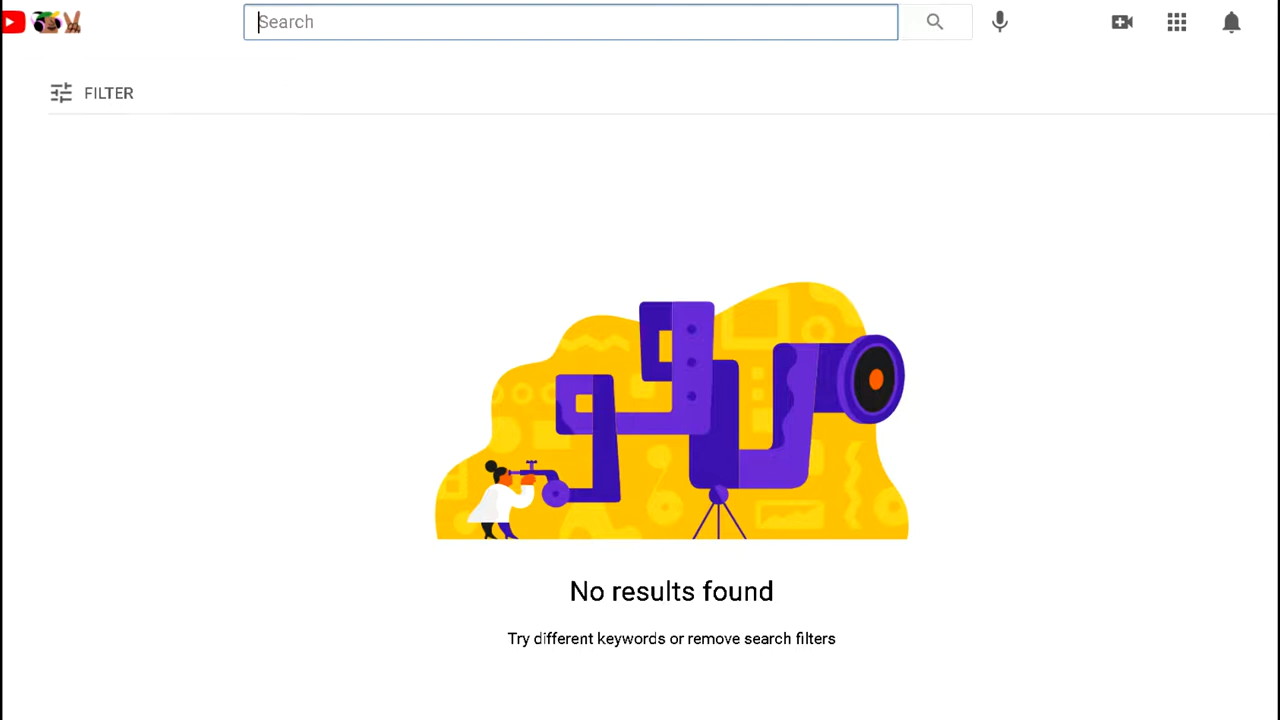 Search
FILTER
No results found
Try different keywords or remove search filters